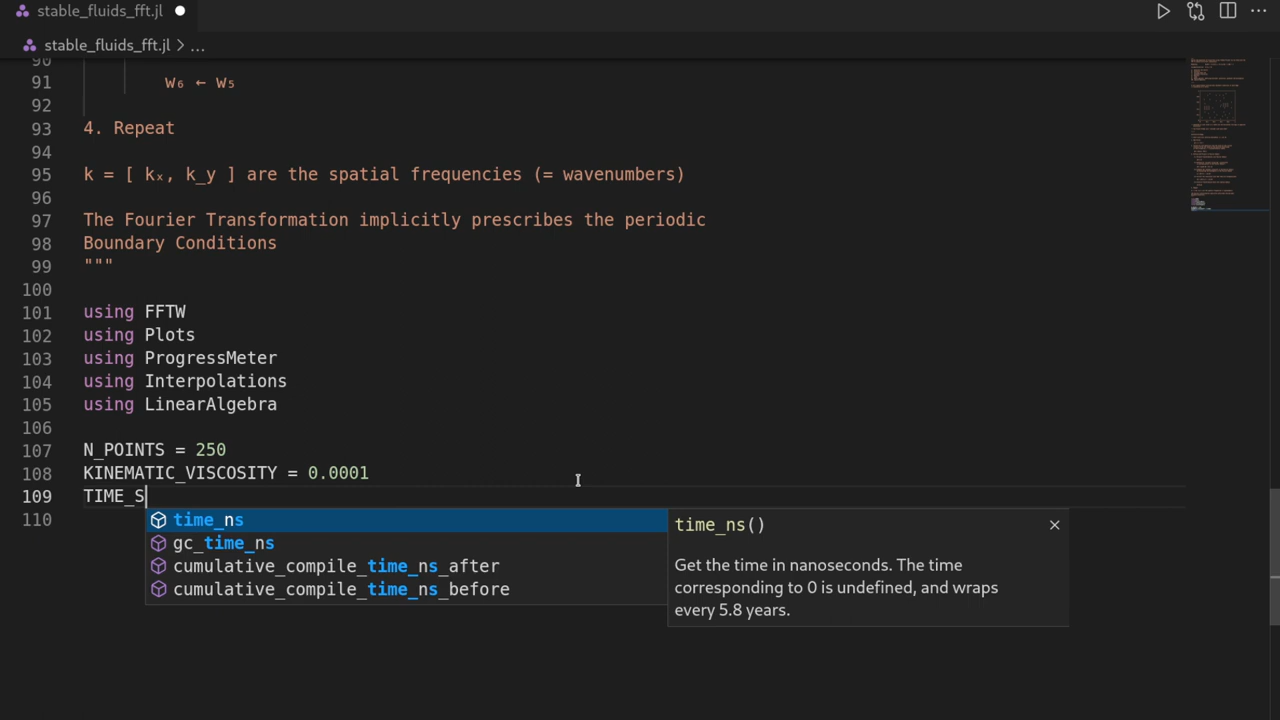 stable_fluids_fft.jl
stable_fluids_fft.jl > ...
90
91 w₆ ← w₅
92
93 4. Repeat
94
95 k = [ kₓ, k_y ] are the spatial frequencies (= wavenumbers)
96
97 The Fourier Transformation implicitly prescribes the periodic
98 Boundary Conditions
99 """
100
101 using FFTW
102 using Plots
103 using ProgressMeter
104 using Interpolations
105 using LinearAlgebra
106
107 N_POINTS = 250
108 KINEMATIC_VISCOSITY = 0.0001
109 TIME_S
110
time_ns
gc_time_ns
cumulative_compile_time_ns_after
cumulative_compile_time_ns_before
time_ns()
Get the time in nanoseconds. The time
corresponding to 0 is undefined, and wraps
every 5.8 years.